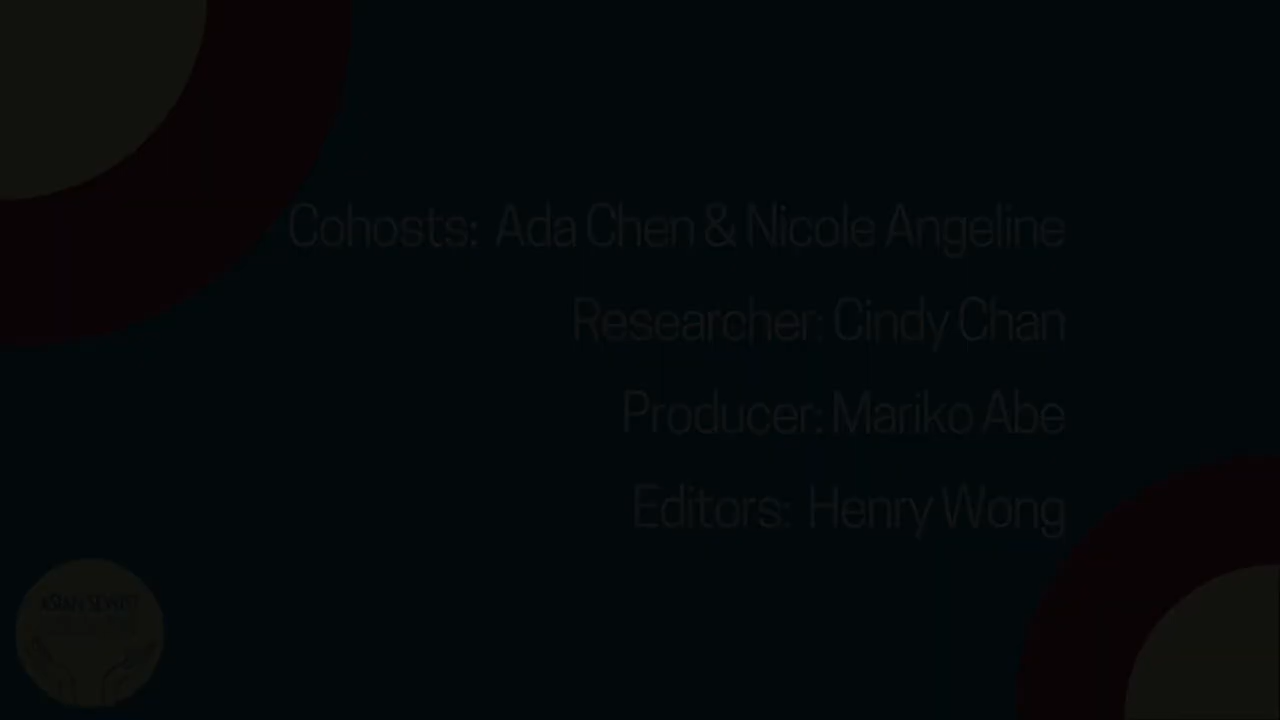 Cohosts: Ada Chen & Nicole Angeline
Researcher: Cindy Chan
Producer: Mariko Abe
Editors: Henry Wong